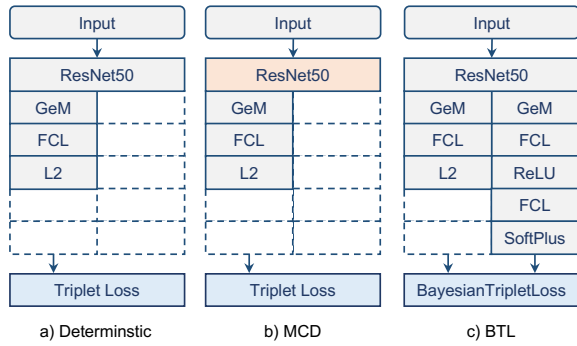 Input
Input
Input
ResNet50
ResNet50
ResNet50
GeM
GeM
GeM
GeM
FCL
FCL
FCL
FCL
L2
L2
L2
ReLU
FCL
SoftPlus
Triplet Loss
Triplet Loss
BayesianTripletLoss
a) Determinstic
b) MCD
c) BTL